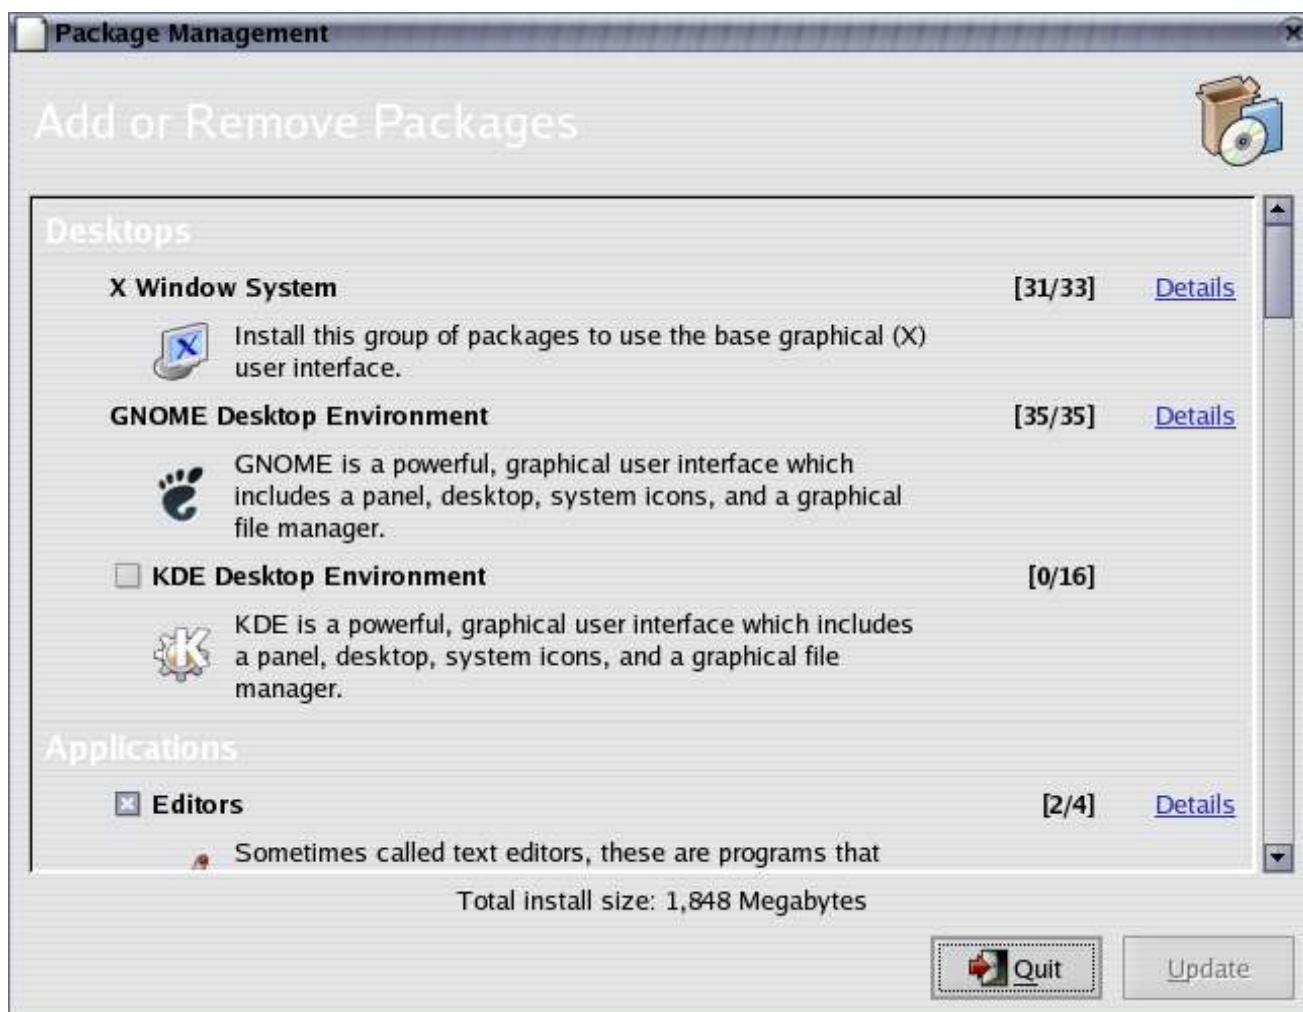 Package Management
Add or Remove Packages
Desktops
X Window System [31/33] Details
Install this group of packages to use the base graphical (X)
user interface.
GNOME Desktop Environment [35/35] Details
GNOME is a powerful, graphical user interface which
includes a panel, desktop, system icons, and a graphical
file manager.
KDE Desktop Environment [0/16]
KDE is a powerful, graphical user interface which includes
a panel, desktop, system icons, and a graphical file
manager.
Applications
Editors [2/4] Details
Sometimes called text editors, these are programs that
Total install size: 1,848 Megabytes
Quit Update